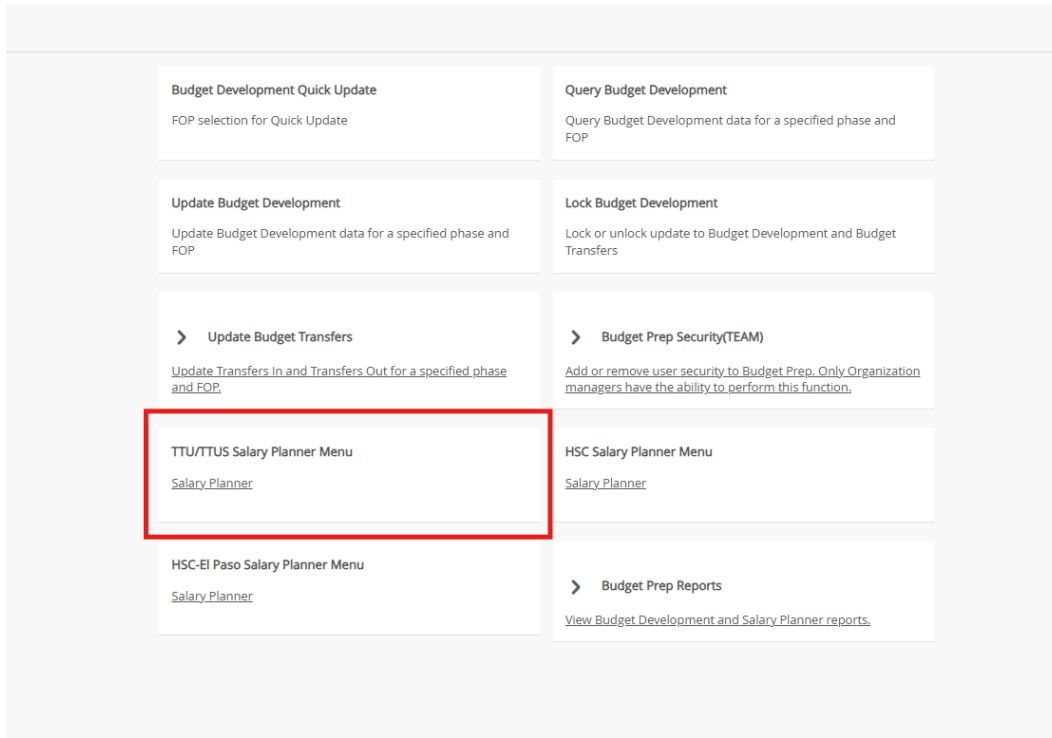 Budget Development Quick Update
FOP selection for Quick Update
Query Budget Development
Query Budget Development data for a specified phase and
FOP
Update Budget Development
Update Budget Development data for a specified phase and
FOP
Lock Budget Development
Lock or unlock update to Budget Development and Budget
Transfers
Update Budget Transfers
Update Transfers In and Transfers Out for a specified phase
and FOP.
Budget Prep Security(TEAM)
Add or remove user security to Budget Prep. Only Organization
managers have the ability to perform this function.
TTU/TTUS Salary Planner Menu
Salary Planner
HSC Salary Planner Menu
Salary Planner
HSC-El Paso Salary Planner Menu
Salary Planner
Budget Prep Reports
View Budget Development and Salary Planner reports.